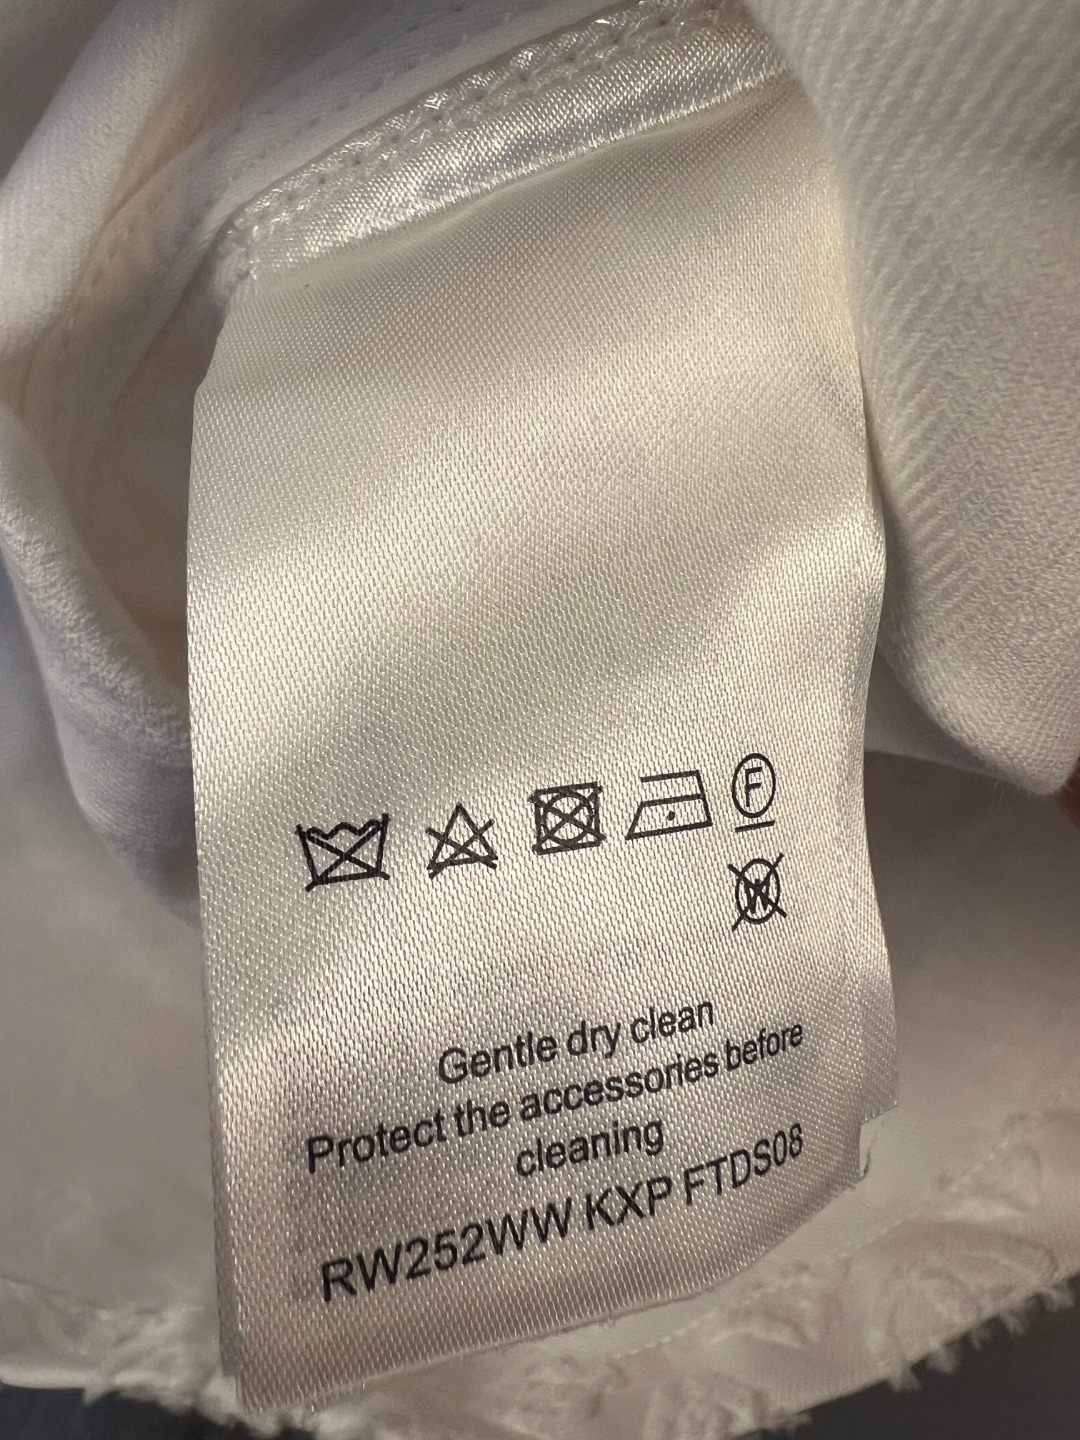 F
W
Gentle dry clean
Protect the accessories before
cleaning
RW252WW KXP FTDS08